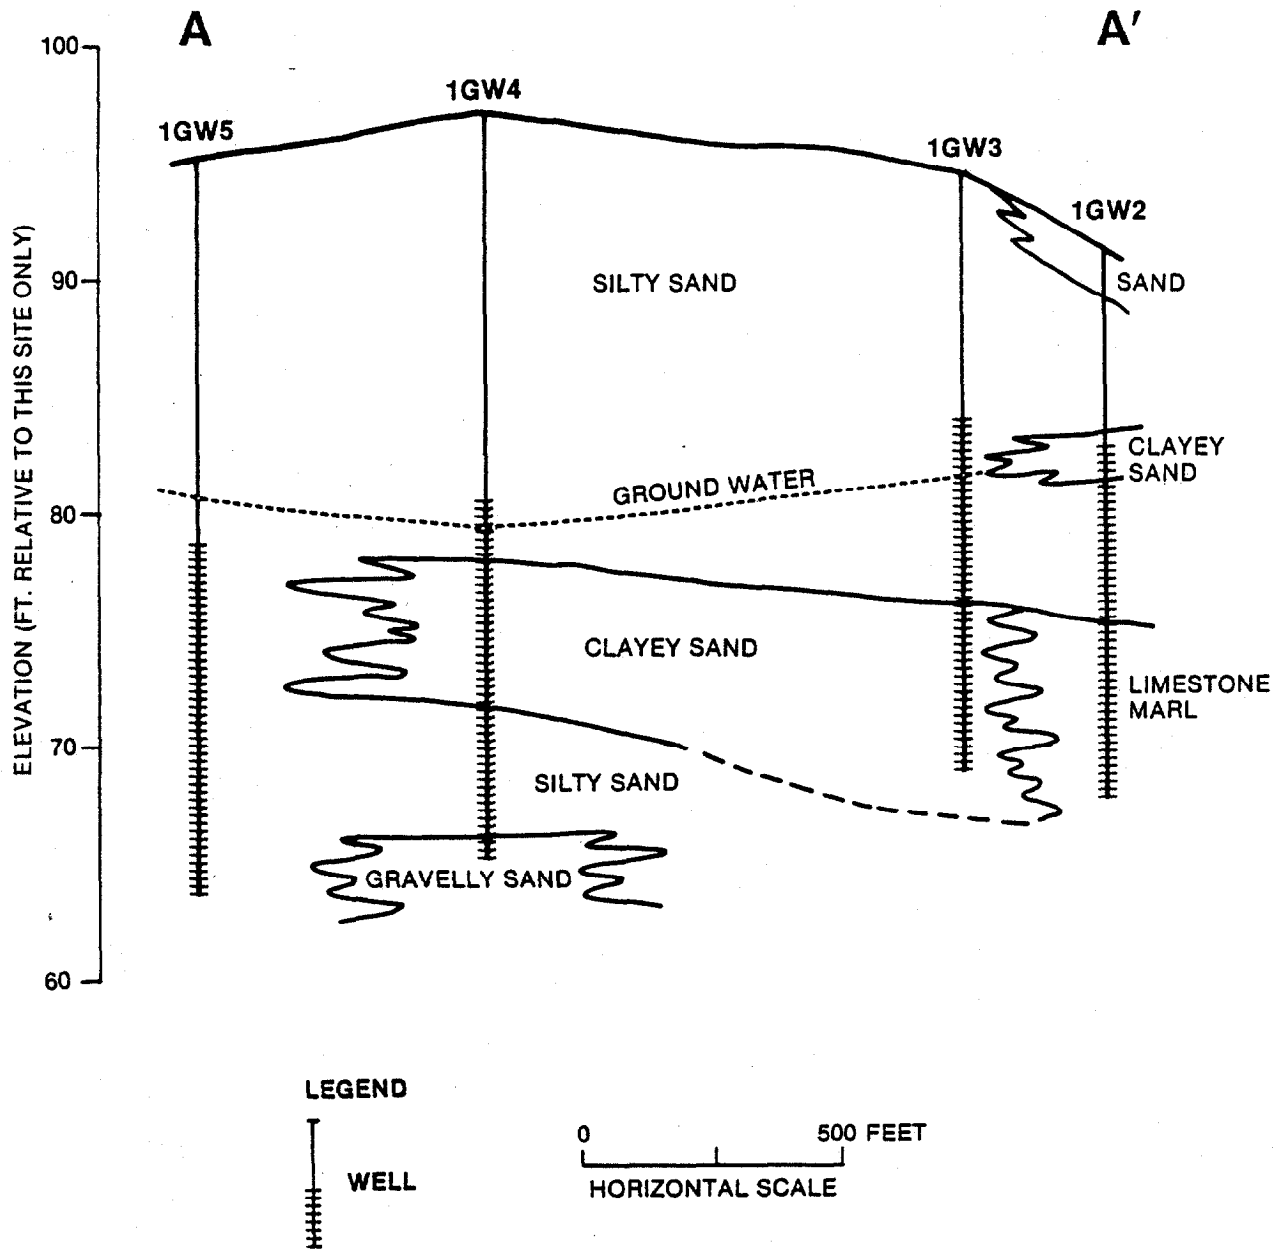 A
A'
100
1GW4
1GW5
1GW3
1GW2
ELEVATION (FT. RELATIVE TO THIS SITE ONLY)
90
SILTY SAND
SAND
CLAYEY
SAND
GROUND WATER
80
CLAYEY SAND
LIMESTONE
MARL
70
SILTY SAND
GRAVELLY SAND
60
LEGEND
WELL
0
500 FEET
HORIZONTAL SCALE